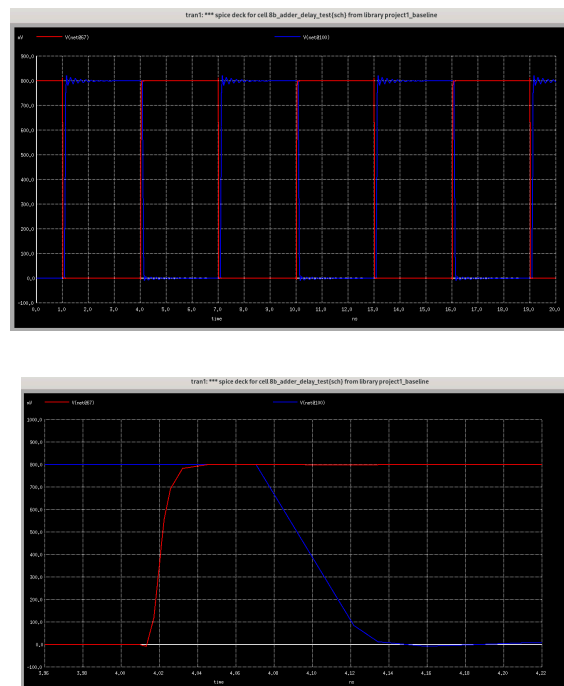 tran1: *** spice deck for cell 8b_adder_delay_test{sch} from library project1_baseline
mV V(net@67) V(net@100)
900.0
800.0
700.0
600.0
500.0
400.0
300.0
200.0
100.0
0.0
-100.0
0.0 1.0 2.0 3.0 4.0 5.0 6.0 7.0 8.0 9.0 10.0 11.0 12.0 13.0 14.0 15.0 16.0 17.0 18.0 19.0 20.0
time ns
tran1: *** spice deck for cell 8b_adder_delay_test{sch} from library project1_baseline
mV V(net@67) V(net@100)
1000.0
900.0
800.0
700.0
600.0
500.0
400.0
300.0
200.0
100.0
0.0
-100.0
3.96 3.98 4.00 4.02 4.04 4.06 4.08 4.10 4.12 4.14 4.16 4.18 4.20 4.22
time ns